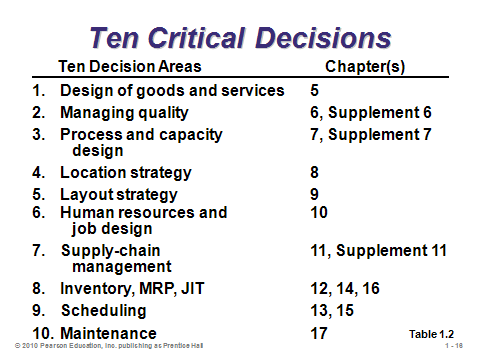 Ten Critical Decisions
Ten Decision Areas Chapter(s)
1. Design of goods and services 5
2. Managing quality 6, Supplement 6
3. Process and capacity 7, Supplement 7
design
4. Location strategy 8
5. Layout strategy 9
6. Human resources and 10
job design
7. Supply-chain 11, Supplement 11
management
8. Inventory, MRP, JIT 12, 14, 16
9. Scheduling 13, 15
10. Maintenance 17 Table 1.2
© 2010 Pearson Education, Inc. publishing as Prentice Hall 1 - 16